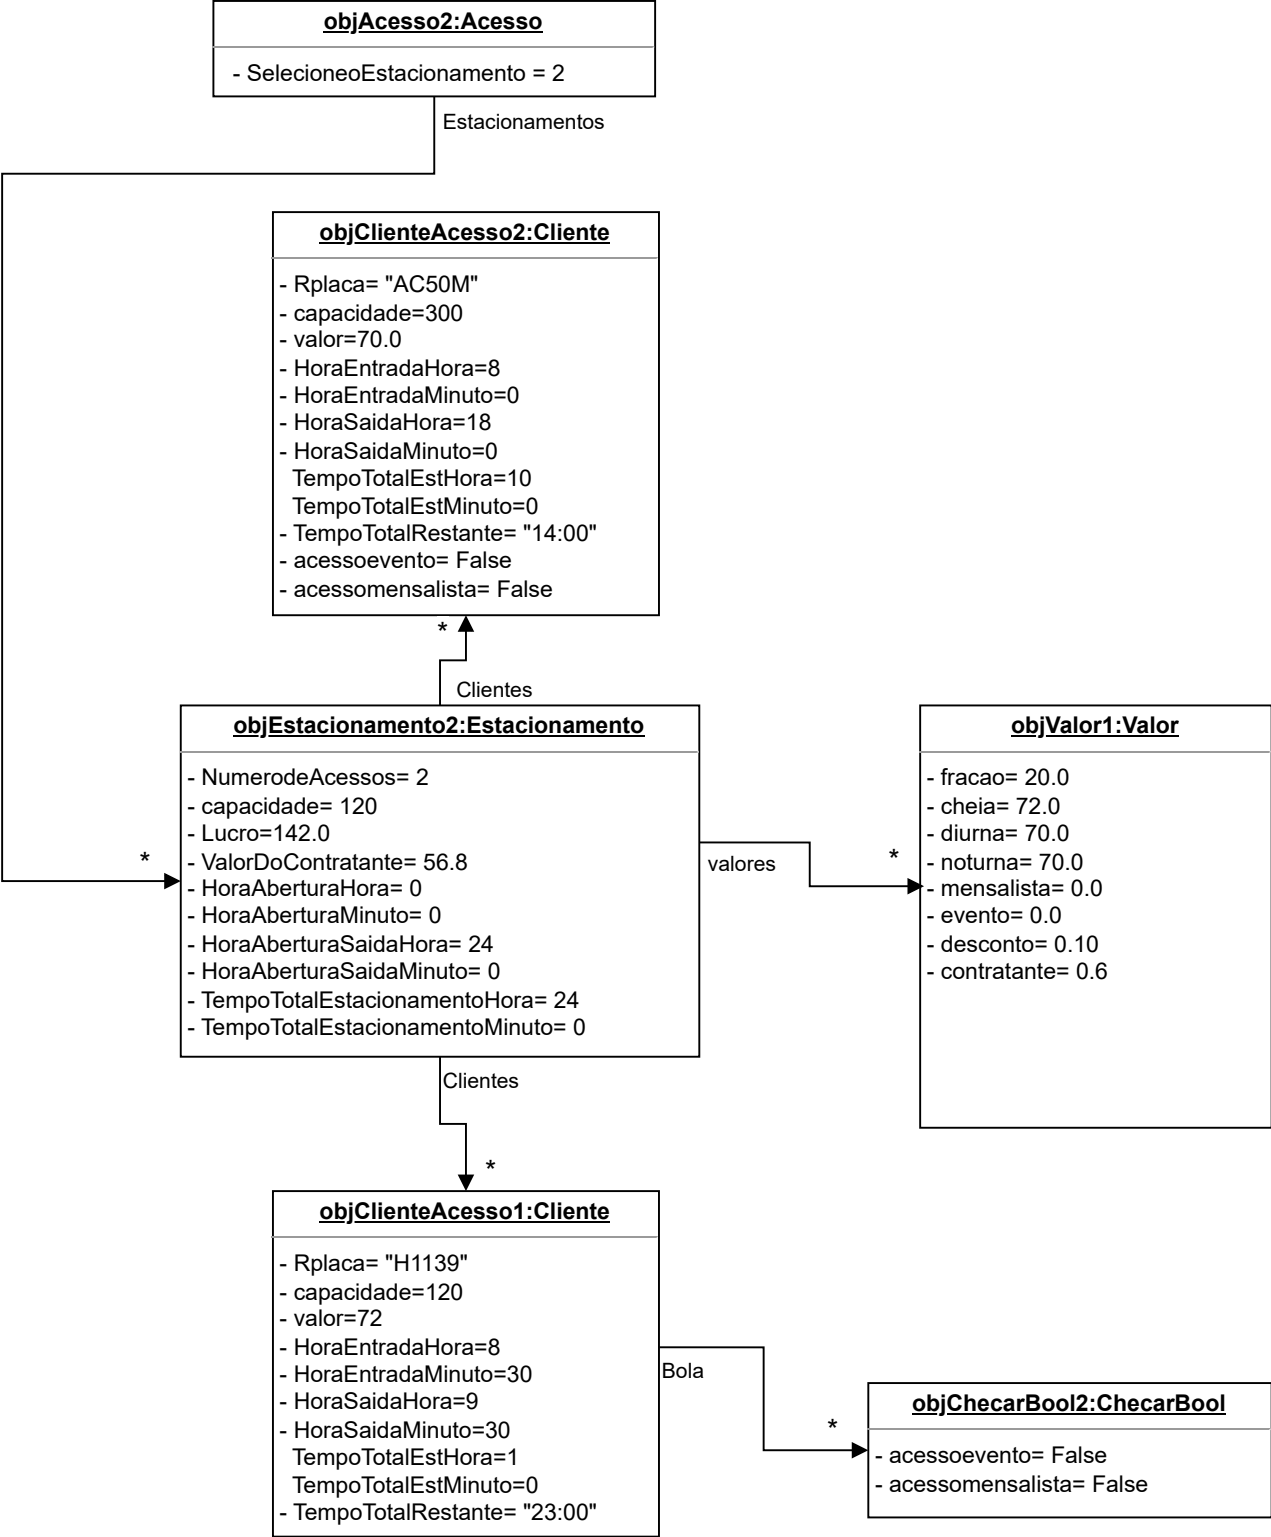 objAcesso2:Acesso
- SelecioneoEstacionamento = 2
Estacionamentos
objClienteAcesso2:Cliente
- Rplaca= "AC50M"
- capacidade=300
- valor=70.0
- HoraEntradaHora=8
- HoraEntradaMinuto=0
- HoraSaidaHora=18
- HoraSaidaMinuto=0
TempoTotalEstHora=10
TempoTotalEstMinuto=0
- TempoTotalRestante= "14:00"
- acessoevento= False
- acessomensalista= False
*
Clientes
objEstacionamento2:Estacionamento
- NumerodeAcessos= 2
- capacidade= 120
- Lucro=142.0
- ValorDoContratante= 56.8
- HoraAberturaHora= 0
- HoraAberturaMinuto= 0
- HoraAberturaSaidaHora= 24
- HoraAberturaSaidaMinuto= 0
- TempoTotalEstacionamentoHora= 24
- TempoTotalEstacionamentoMinuto= 0
*
valores
*
objValor1:Valor
- fracao= 20.0
- cheia= 72.0
- diurna= 70.0
- noturna= 70.0
- mensalista= 0.0
- evento= 0.0
- desconto= 0.10
- contratante= 0.6
Clientes
*
objClienteAcesso1:Cliente
- Rplaca= "H1139"
- capacidade=120
- valor=72
- HoraEntradaHora=8
- HoraEntradaMinuto=30
- HoraSaidaHora=9
- HoraSaidaMinuto=30
TempoTotalEstHora=1
TempoTotalEstMinuto=0
- TempoTotalRestante= "23:00"
Bola
*
objChecarBool2:ChecarBool
- acessoevento= False
- acessomensalista= False